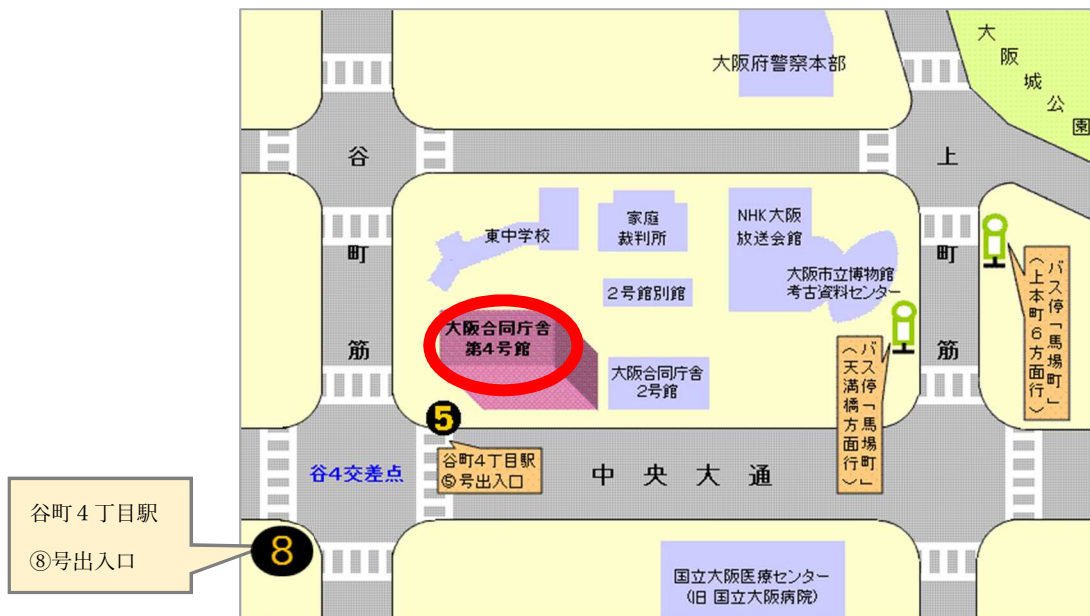 大阪城公園
大阪府警察本部
谷町筋
上町筋
東中学校
家庭
裁判所
NHK大阪
放送会館
大阪市立博物館
考古資料センター
2号館別館
大阪合同庁舎
第4号館
大阪合同庁舎
2号館
バス停「馬場町」
(上本町6方面行)
バス停「馬場町」
(天満橋方面行)
5
谷町4丁目駅
⑤号出入口
谷4交差点
中央大通
谷町4丁目駅
⑧号出入口
8
国立大阪医療センター
(旧 国立大阪病院)